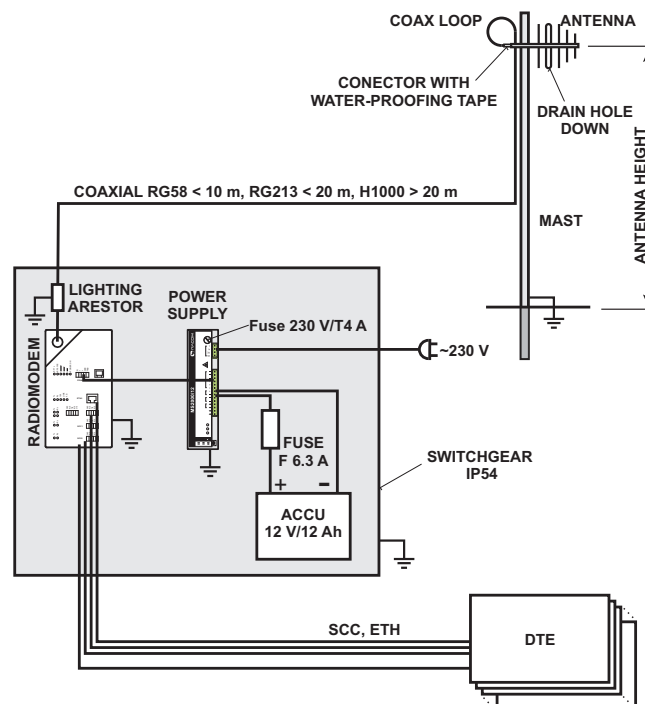 COAX LOOP
ANTENNA
CONECTOR WITH
WATER-PROOFING TAPE
DRAIN HOLE
DOWN
ANTENNA HEIGHT
COAXIAL RG58 < 10 m, RG213 < 20 m, H1000 > 20 m
MAST
LIGHTING
ARESTOR
POWER
SUPPLY
Fuse 230 V/T4 A
~230 V
RADIOMODEM
FUSE
F 6.3 A
SWITCHGEAR
IP54
+ –
ACCU
12 V/12 Ah
SCC, ETH
DTE